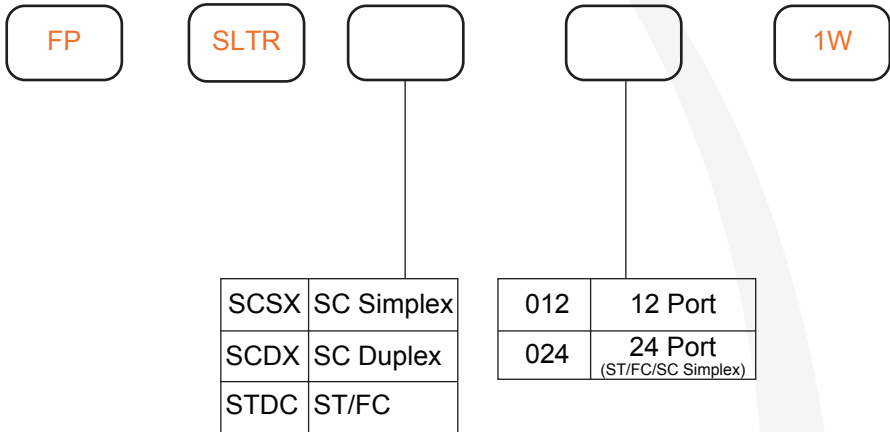 FP SLTR 1W
SCSX SC Simplex
SCDX SC Duplex
STDC ST/FC
012 12 Port
024 24 Port
(ST/FC/SC Simplex)